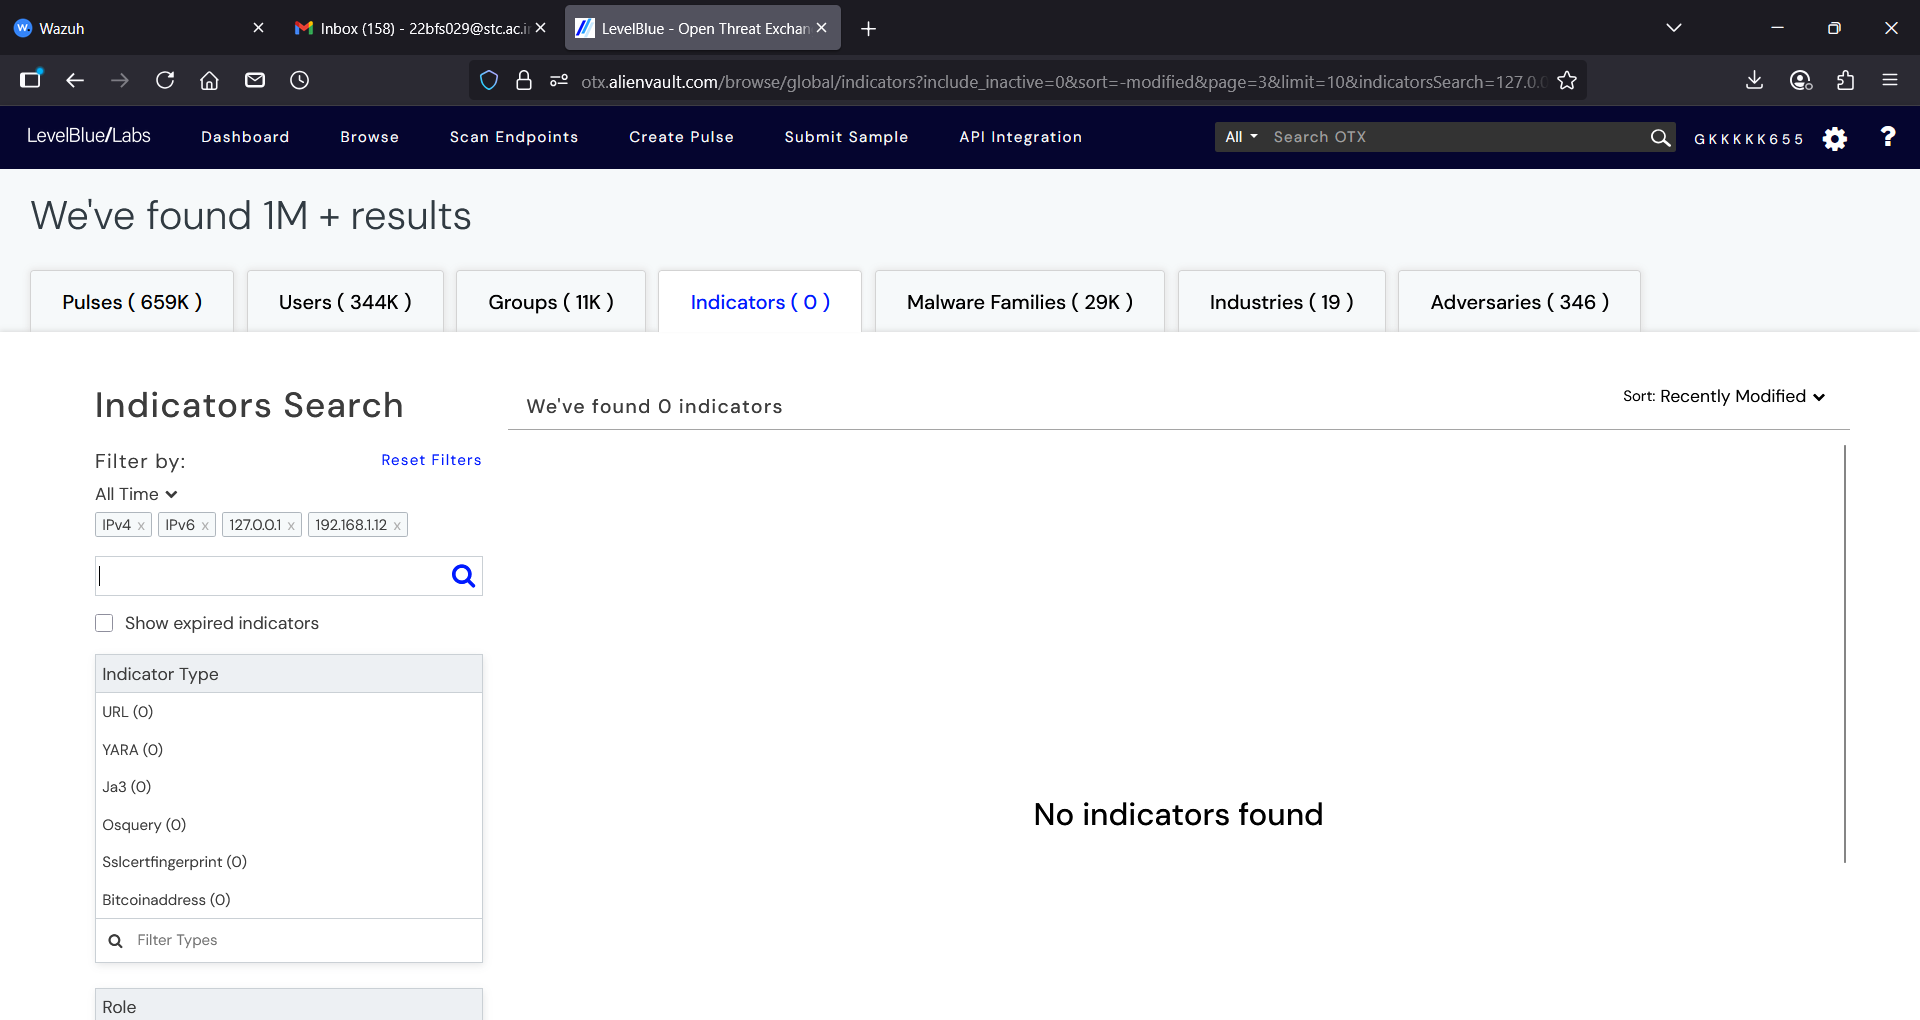 Wazuh
Inbox (158) - 22bfs029@stc.ac.i
LevelBlue - Open Threat Exchan
otx.alienvault.com/browse/global/indicators?include_inactive=0&sort=-modified&page=3&limit=10&indicatorsSearch=127.0.0
LevelBlue/Labs
Dashboard
Browse
Scan Endpoints
Create Pulse
Submit Sample
API Integration
All
Search OTX
GKKKKK655
?
We've found 1M + results
Pulses ( 659K )
Users ( 344K )
Groups ( 11K )
Indicators ( 0 )
Malware Families ( 29K )
Industries ( 19 )
Adversaries ( 346 )
Indicators Search
We've found 0 indicators
Sort: Recently Modified
Filter by:
Reset Filters
All Time
IPv4 x
IPv6 x
127.0.0.1 x
192.168.1.12 x
Show expired indicators
Indicator Type
URL (0)
YARA (0)
Ja3 (0)
Osquery (0)
Sslcertfingerprint (0)
Bitcoinaddress (0)
Filter Types
Role
No indicators found